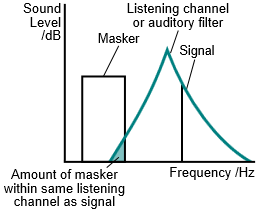 Sound
Level
/dB
Listening channel
or auditory filter
Masker
Signal
Frequency /Hz
Amount of masker
within same listening
channel as signal